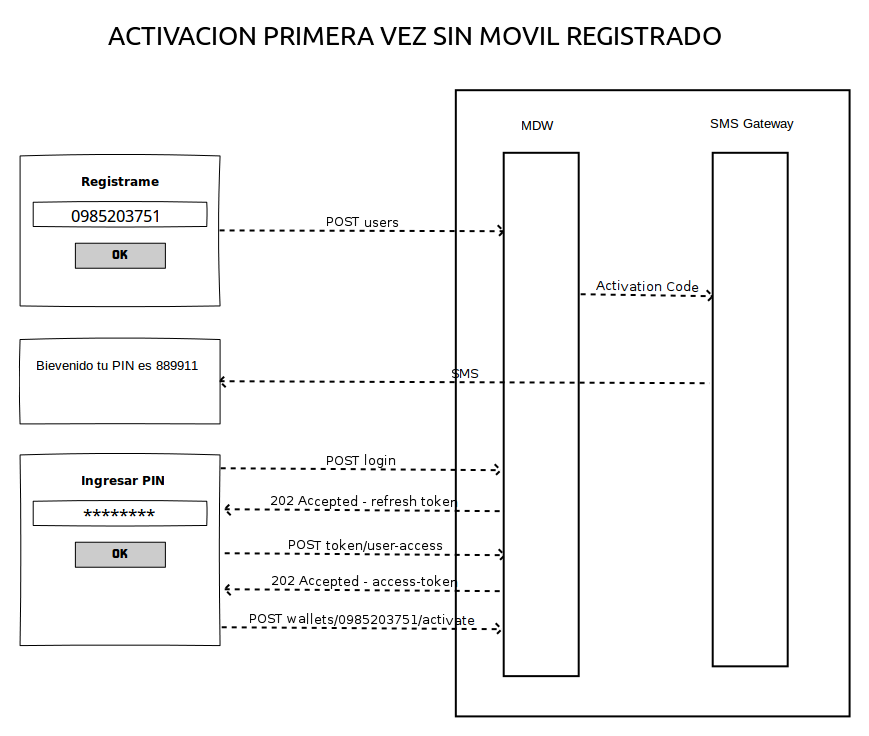 ACTIVACION PRIMERA VEZ SIN MOVIL REGISTRADO
MDW
SMS Gateway
Registrame
0985203751
OK
POST users
Activation Code
Bievenido tu PIN es 889911
SMS
Ingresar PIN
********
OK
POST login
202 Accepted - refresh token
POST token/user-access
202 Accepted - access-token
POST wallets/0985203751/activate